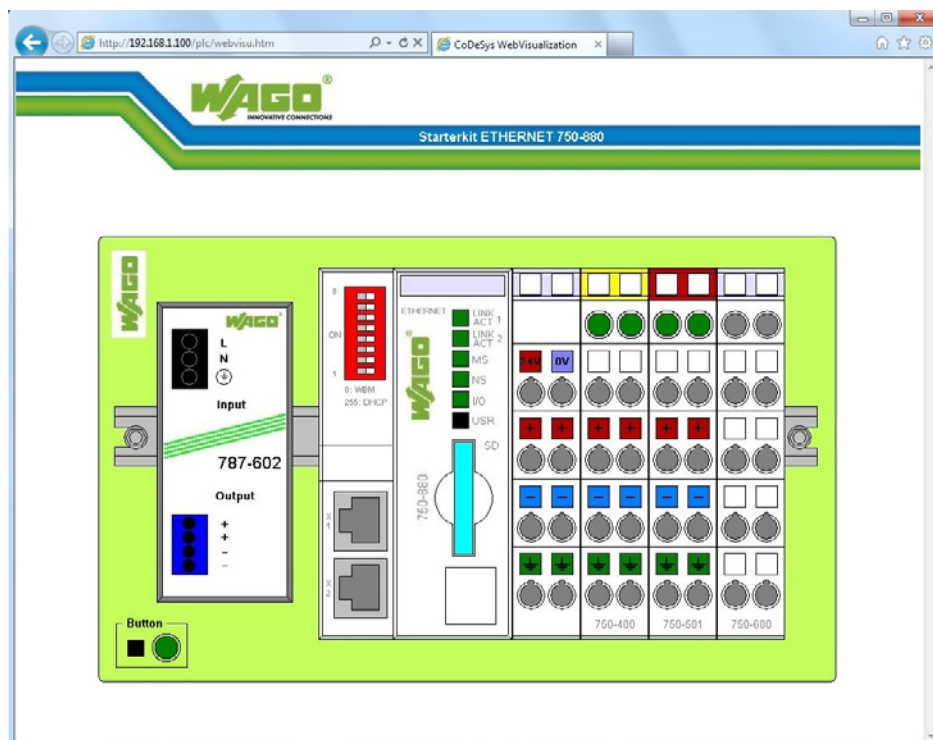 http://192.168.1.100/plc/webvisu.htm
CoDeSys WebVisualization
WAGO®
INNOVATIVE CONNECTIONS
Starterkit ETHERNET 750-880
WAGO
WAGO®
L
N
Input
787-602
Output
+
+
-
-
Button
8
ON
1
0: WBM
255: DHCP
X
1
X
2
ETHERNET
LINK
ACT 1
LINK
ACT 2
MS
NS
I/O
USR
WAGO®
SD
750-880
24V 0V
+ + + + + +
- - - - - -
750-400 750-501 750-600